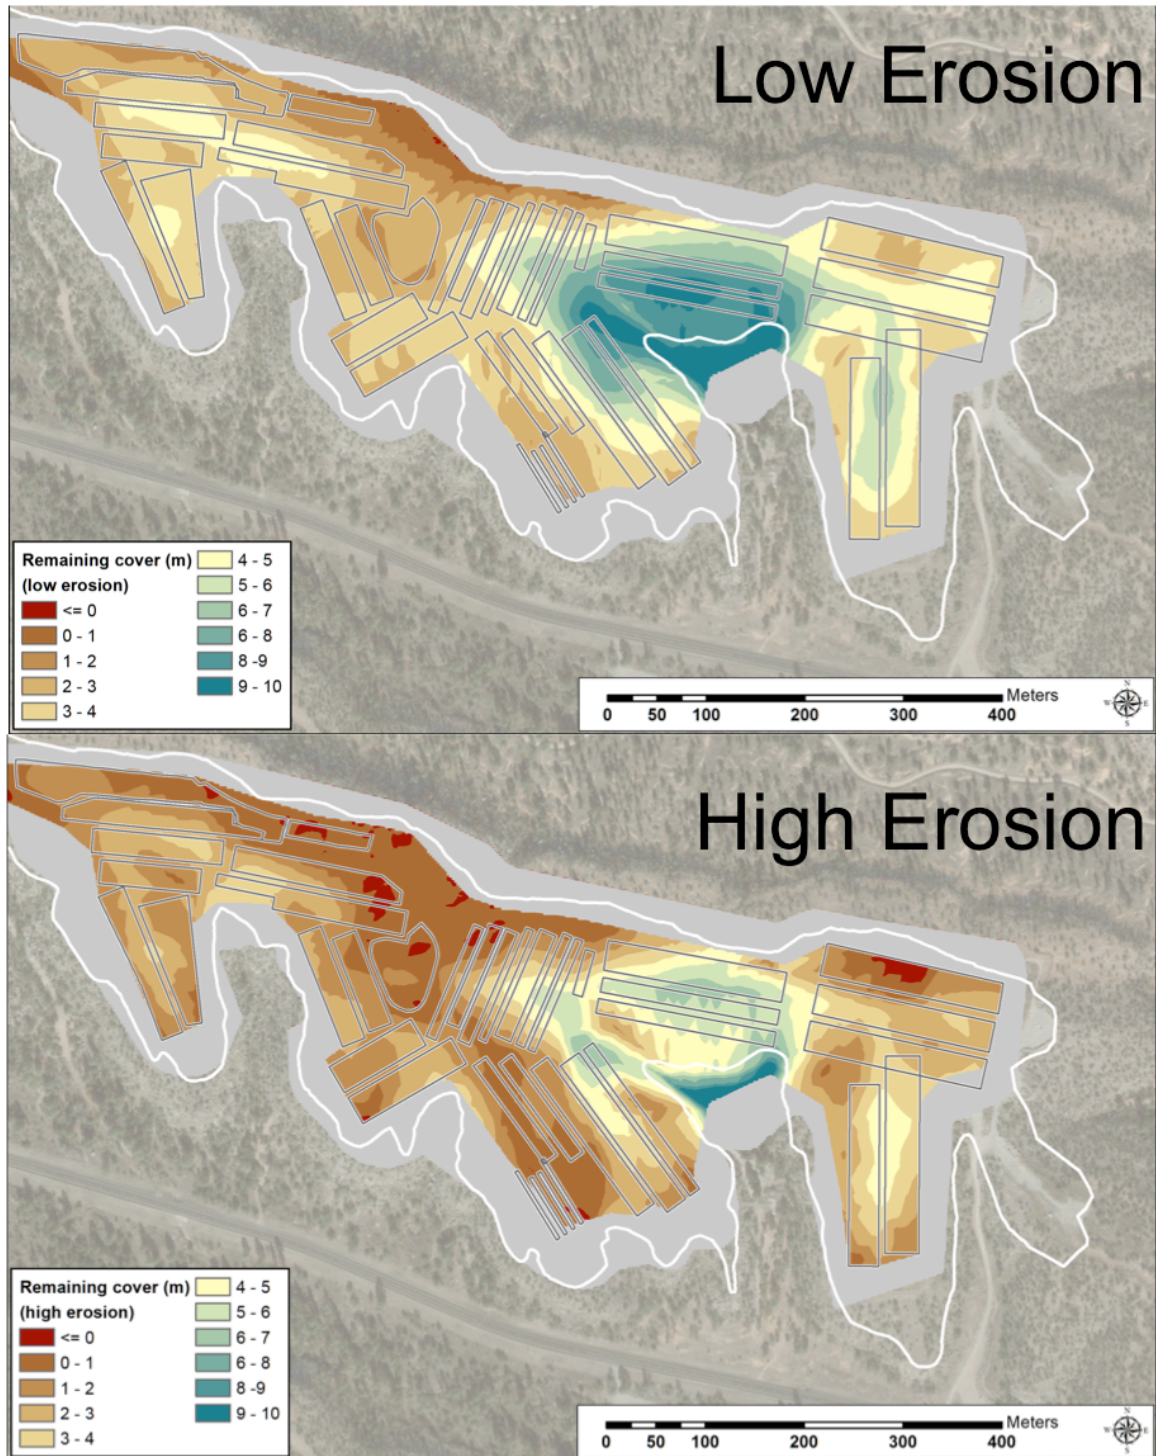 Low Erosion
Remaining cover (m)
(low erosion)
<= 0
0 - 1
1 - 2
2 - 3
3 - 4
4 - 5
5 - 6
6 - 7
6 - 8
8 -9
9 - 10
Meters
0 50 100 200 300 400
N
W E
S
High Erosion
Remaining cover (m)
(high erosion)
<= 0
0 - 1
1 - 2
2 - 3
3 - 4
4 - 5
5 - 6
6 - 7
6 - 8
8 -9
9 - 10
Meters
0 50 100 200 300 400
N
W E
S